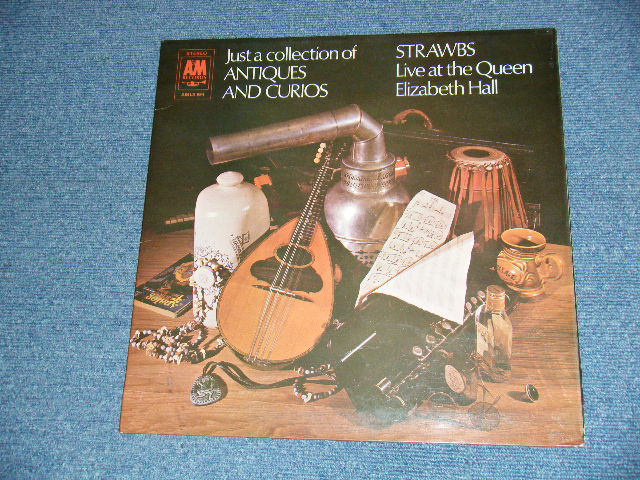 STEREO
A&M
RECORDS
Just a collection of
ANTIQUES
AND CURIOS
STRAWBS
Live at the Queen
Elizabeth Hall